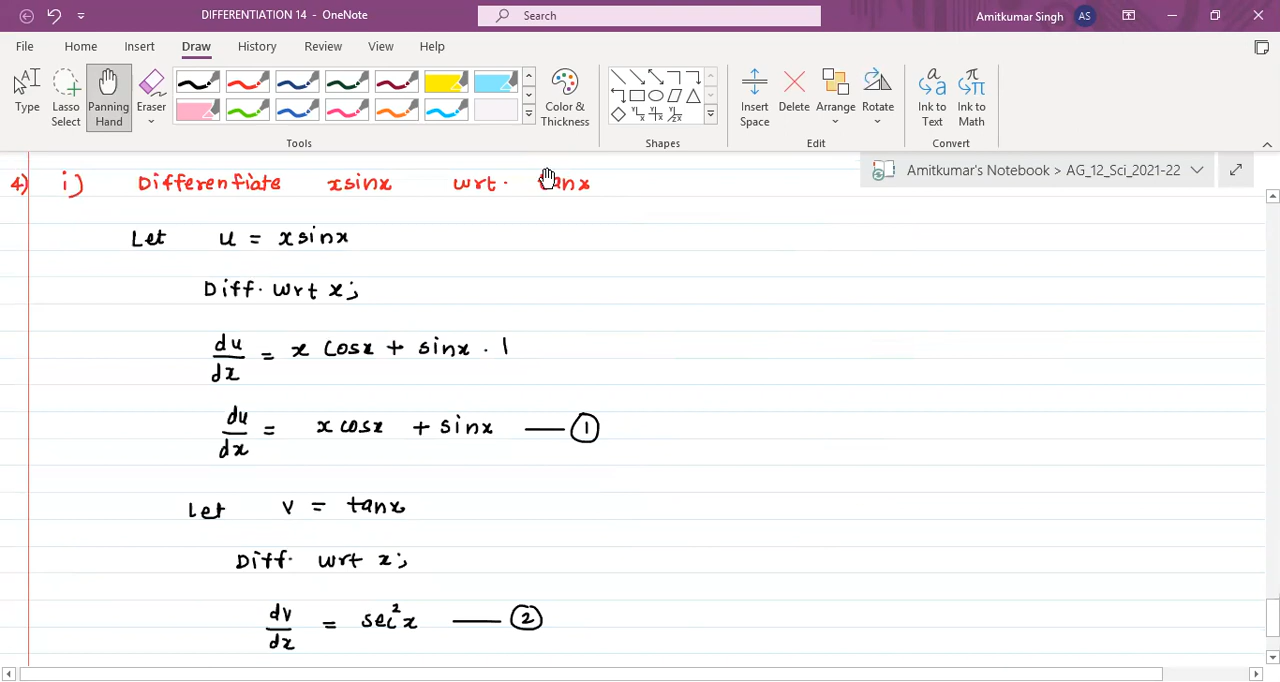 DIFFERENTIATION 14 - OneNote
Search
Amitkumar Singh AS
File Home Insert Draw History Review View Help
Type
Lasso Select
Panning Hand
Eraser
Color & Thickness
Insert Space
Delete
Arrange
Rotate
Ink to Text
Ink to Math
Tools
Shapes
Edit
Convert
Amitkumar's Notebook > AG_12_Sci_2021-22
4) i) Differenfiate xsinx wrt. tanx
Let u = xsinx
Diff. wrt x;
du/dx = x cosx + sinx . 1
du/dx = x cosx + sinx —— ①
Let v = tanx
Diff. wrt x;
dv/dx = sec²x —— ②